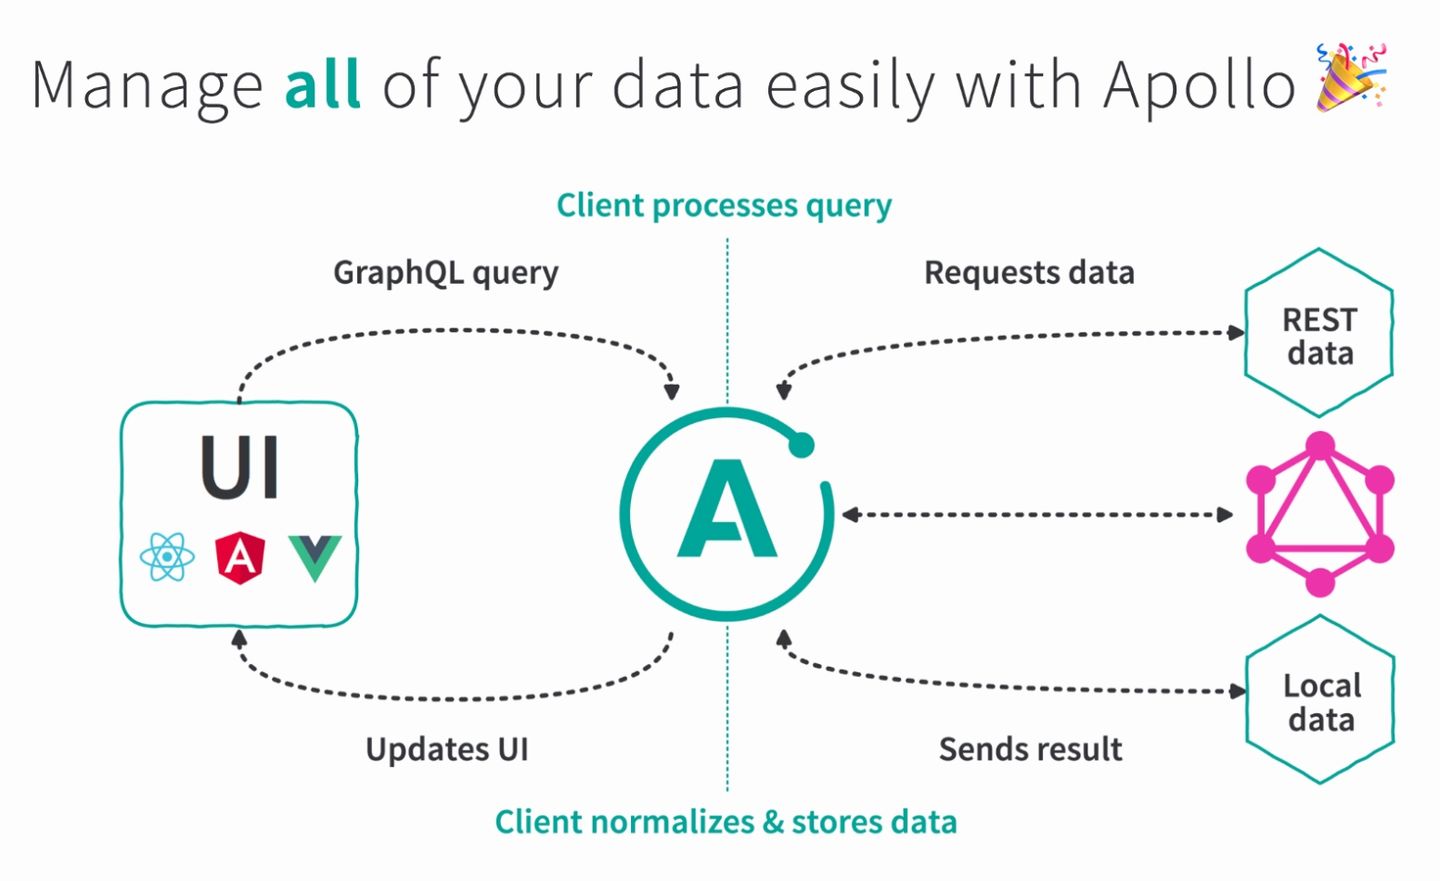 Manage all of your data easily with Apollo 🎉
Client processes query
GraphQL query
Requests data
REST
data
UI
A
A
Local
data
Updates UI
Sends result
Client normalizes & stores data